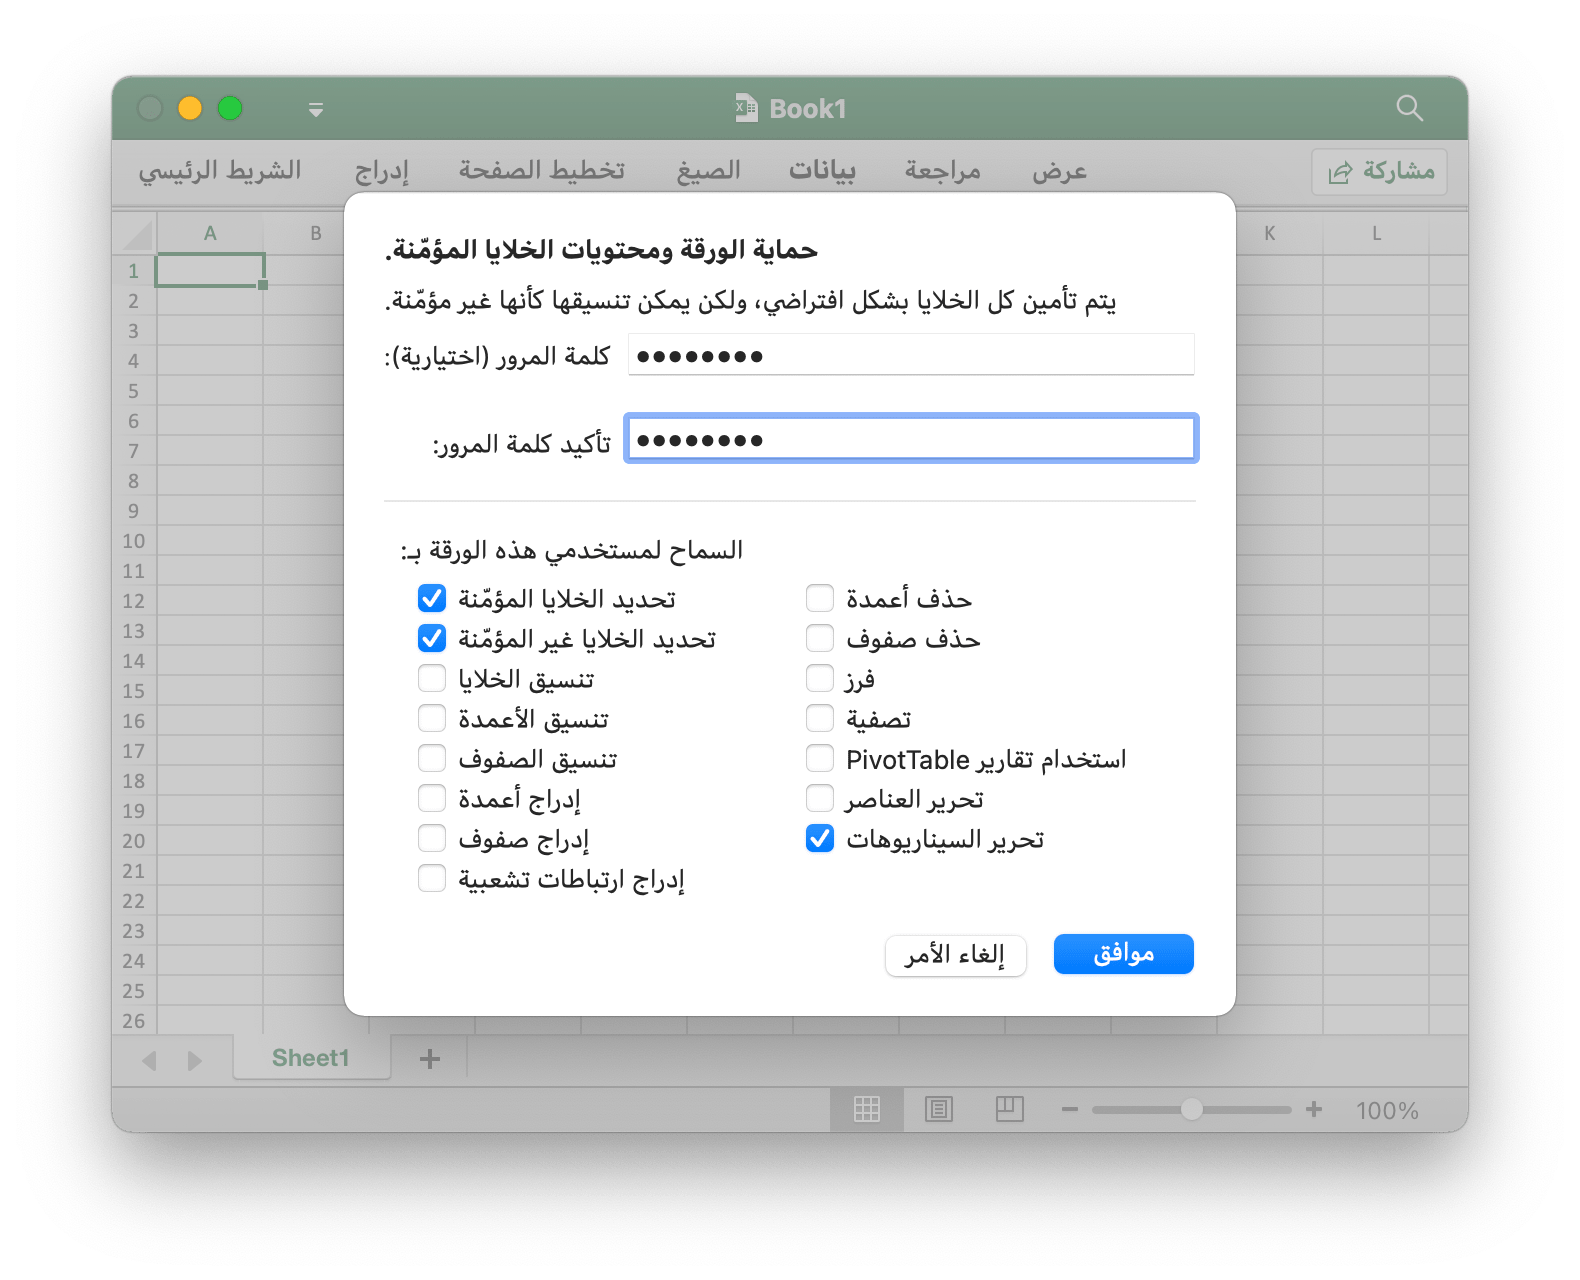 Book1
الشريط الرئيسي
إدراج
تخطيط الصفحة
الصيغ
بيانات
مراجعة
عرض
مشاركة
A
B
K
L
حماية الورقة ومحتويات الخلايا المؤمّنة.
يتم تأمين كل الخلايا بشكل افتراضي، ولكن يمكن تنسيقها كأنها غير مؤمّنة.
كلمة المرور (اختيارية):
تأكيد كلمة المرور:
السماح لمستخدمي هذه الورقة بـ:
تحديد الخلايا المؤمّنة
تحديد الخلايا غير المؤمّنة
تنسيق الخلايا
تنسيق الأعمدة
تنسيق الصفوف
إدراج أعمدة
إدراج صفوف
إدراج ارتباطات تشعبية
حذف أعمدة
حذف صفوف
فرز
تصفية
استخدام تقارير PivotTable
تحرير العناصر
تحرير السيناريوهات
إلغاء الأمر
موافق
1
2
3
4
5
6
7
8
9
10
11
12
13
14
15
16
17
18
19
20
21
22
23
24
25
26
Sheet1
100%